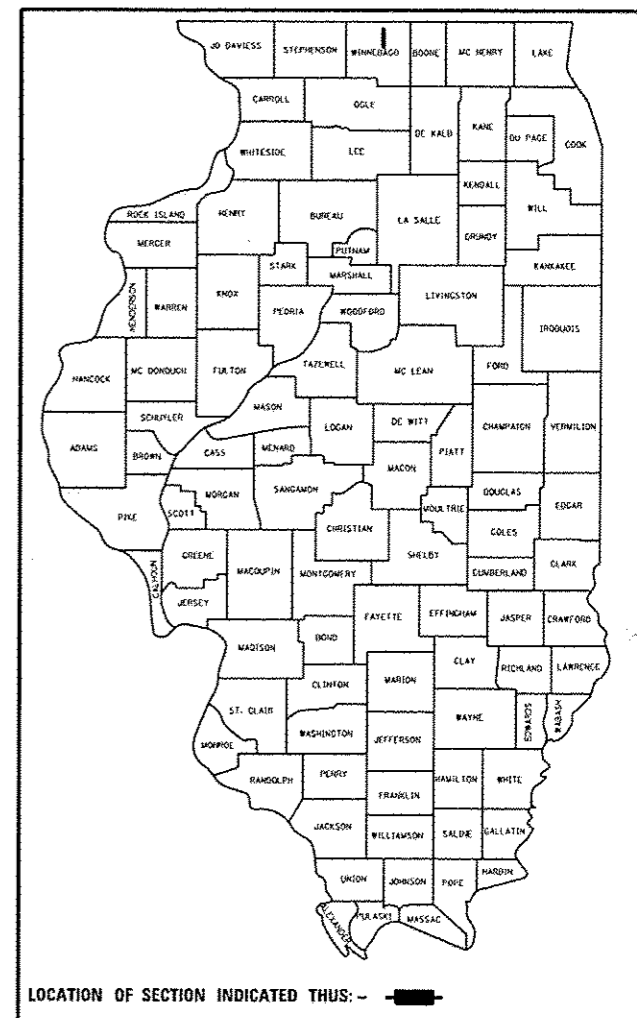 JO DAVIESS STEPHENSON WINNEBAGO BOONE MC HENRY LAKE
CARROLL OGLE DE KALB KANE DU PAGE COOK
WHITESIDE LEE KENDALL WILL
ROCK ISLAND HENRY BUREAU LA SALLE GRUNDY
MERCER PUTNAM KANKAKEE
STARK MARSHALL
HENDERSON WARREN KNOX PEORIA WOODFORD LIVINGSTON IROQUOIS
HANCOCK MC DONOUGH FULTON TAZEWELL MC LEAN FORD
SCHUYLER MASON LOGAN DE WITT CHAMPAIGN VERMILION
ADAMS BROWN CASS MENARD MACON PIATT
PIKE SCOTT MORGAN SANGAMON CHRISTIAN MOULTRIE DOUGLAS EDGAR
COLES
CALHOUN GREENE MACOUPIN MONTGOMERY SHELBY CUMBERLAND CLARK
JERSEY FAYETTE EFFINGHAM JASPER CRAWFORD
MADISON BOND CLAY RICHLAND LAWRENCE
CLINTON MARION
ST. CLAIR WAYNE EDWARDS WABASH
MONROE WASHINGTON JEFFERSON
RANDOLPH PERRY HAMILTON WHITE
FRANKLIN
JACKSON WILLIAMSON SALINE GALLATIN
UNION JOHNSON POPE HARDIN
ALEXANDER PULASKI MASSAC
LOCATION OF SECTION INDICATED THUS: -